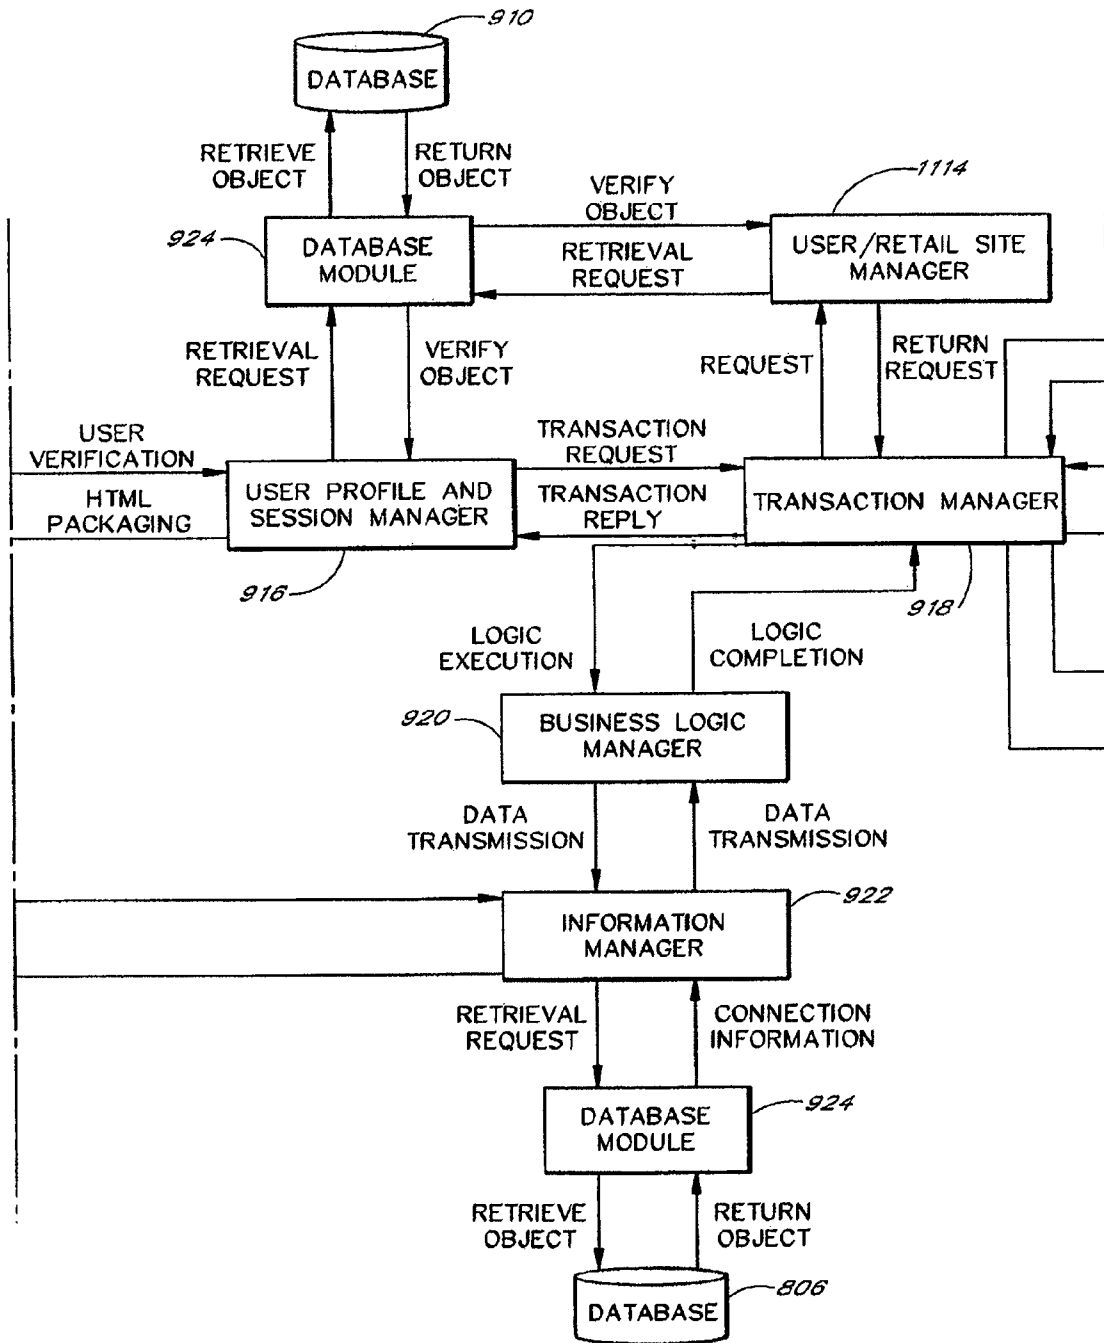 910
DATABASE
RETRIEVE
OBJECT
RETURN
OBJECT
924
DATABASE
MODULE
VERIFY
OBJECT
RETRIEVAL
REQUEST
1114
USER/RETAIL SITE
MANAGER
RETRIEVAL
REQUEST
VERIFY
OBJECT
REQUEST
RETURN
REQUEST
USER
VERIFICATION
HTML
PACKAGING
USER PROFILE AND
SESSION MANAGER
916
TRANSACTION
REQUEST
TRANSACTION
REPLY
TRANSACTION MANAGER
918
LOGIC
EXECUTION
LOGIC
COMPLETION
920
BUSINESS LOGIC
MANAGER
DATA
TRANSMISSION
DATA
TRANSMISSION
922
INFORMATION
MANAGER
RETRIEVAL
REQUEST
CONNECTION
INFORMATION
924
DATABASE
MODULE
RETRIEVE
OBJECT
RETURN
OBJECT
806
DATABASE